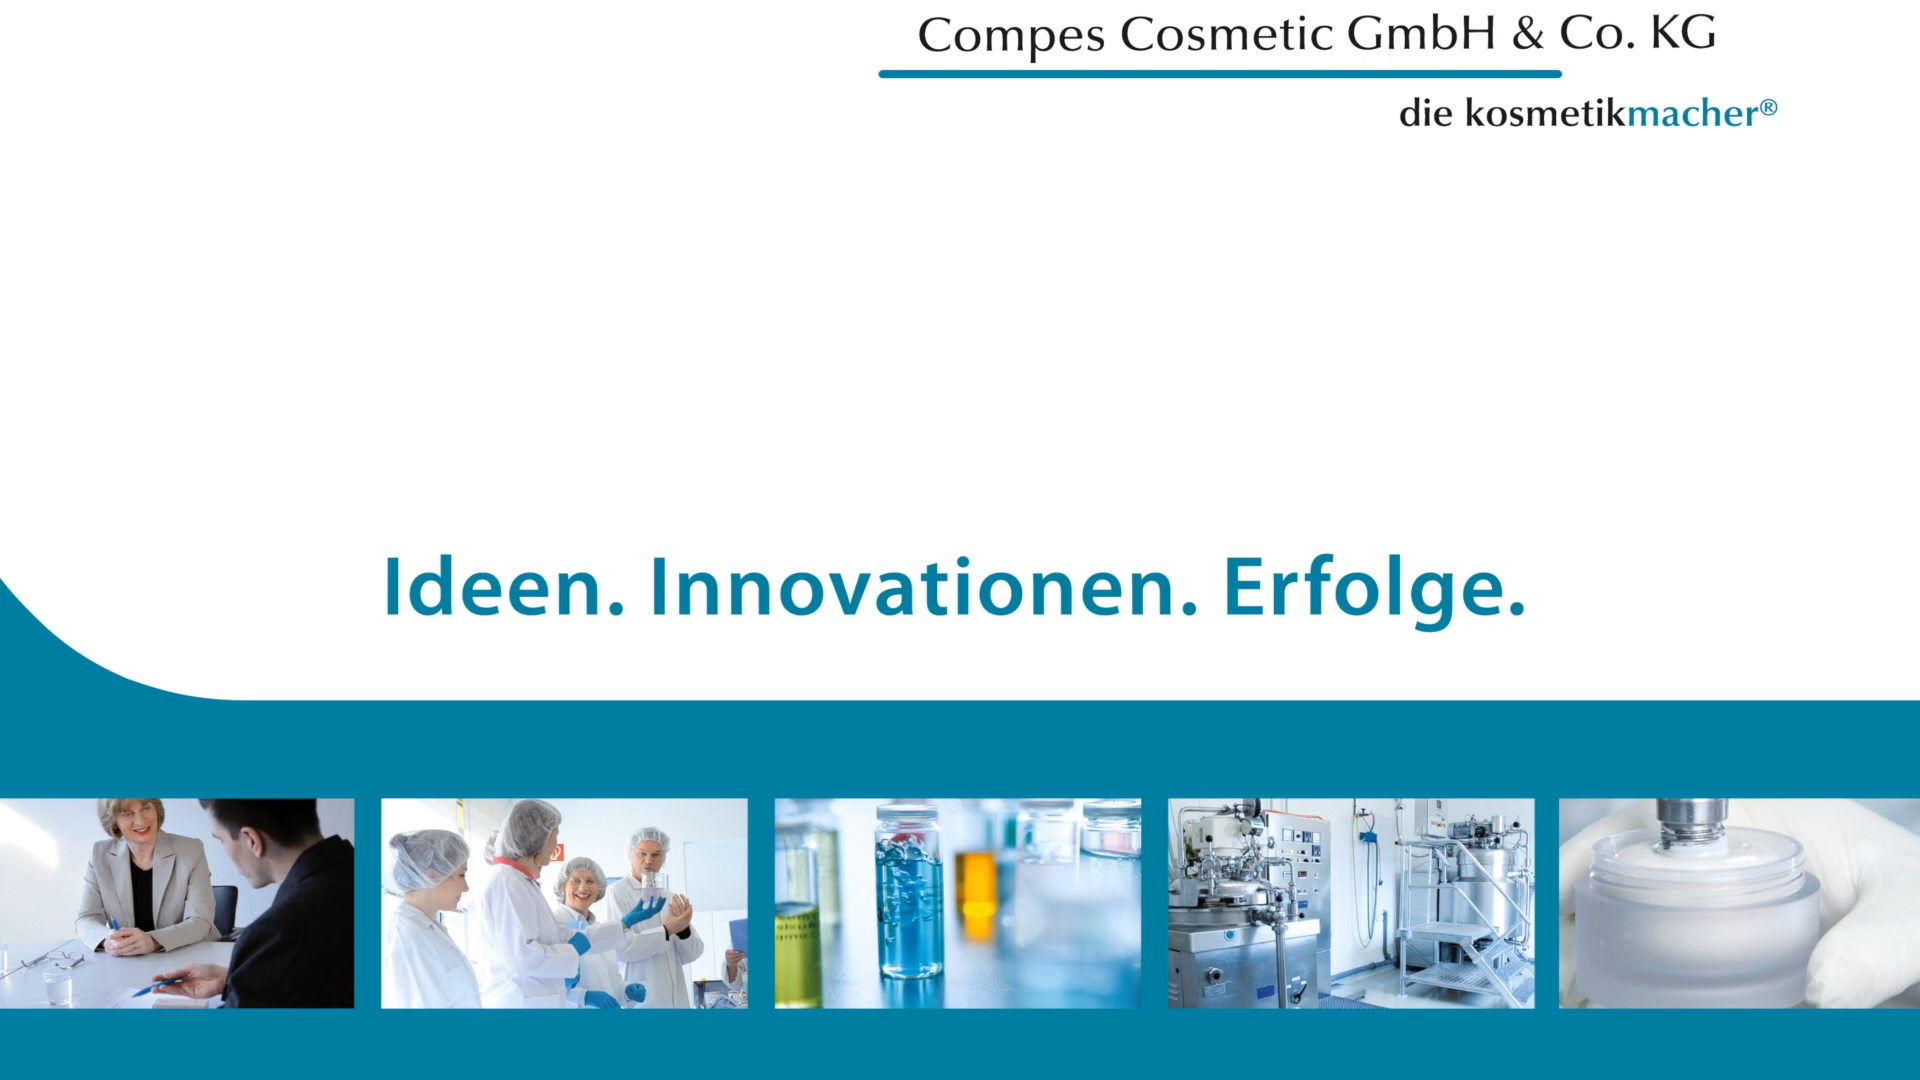 Compes Cosmetic GmbH & Co. KG
die kosmetikmacher®
Ideen. Innovationen. Erfolge.